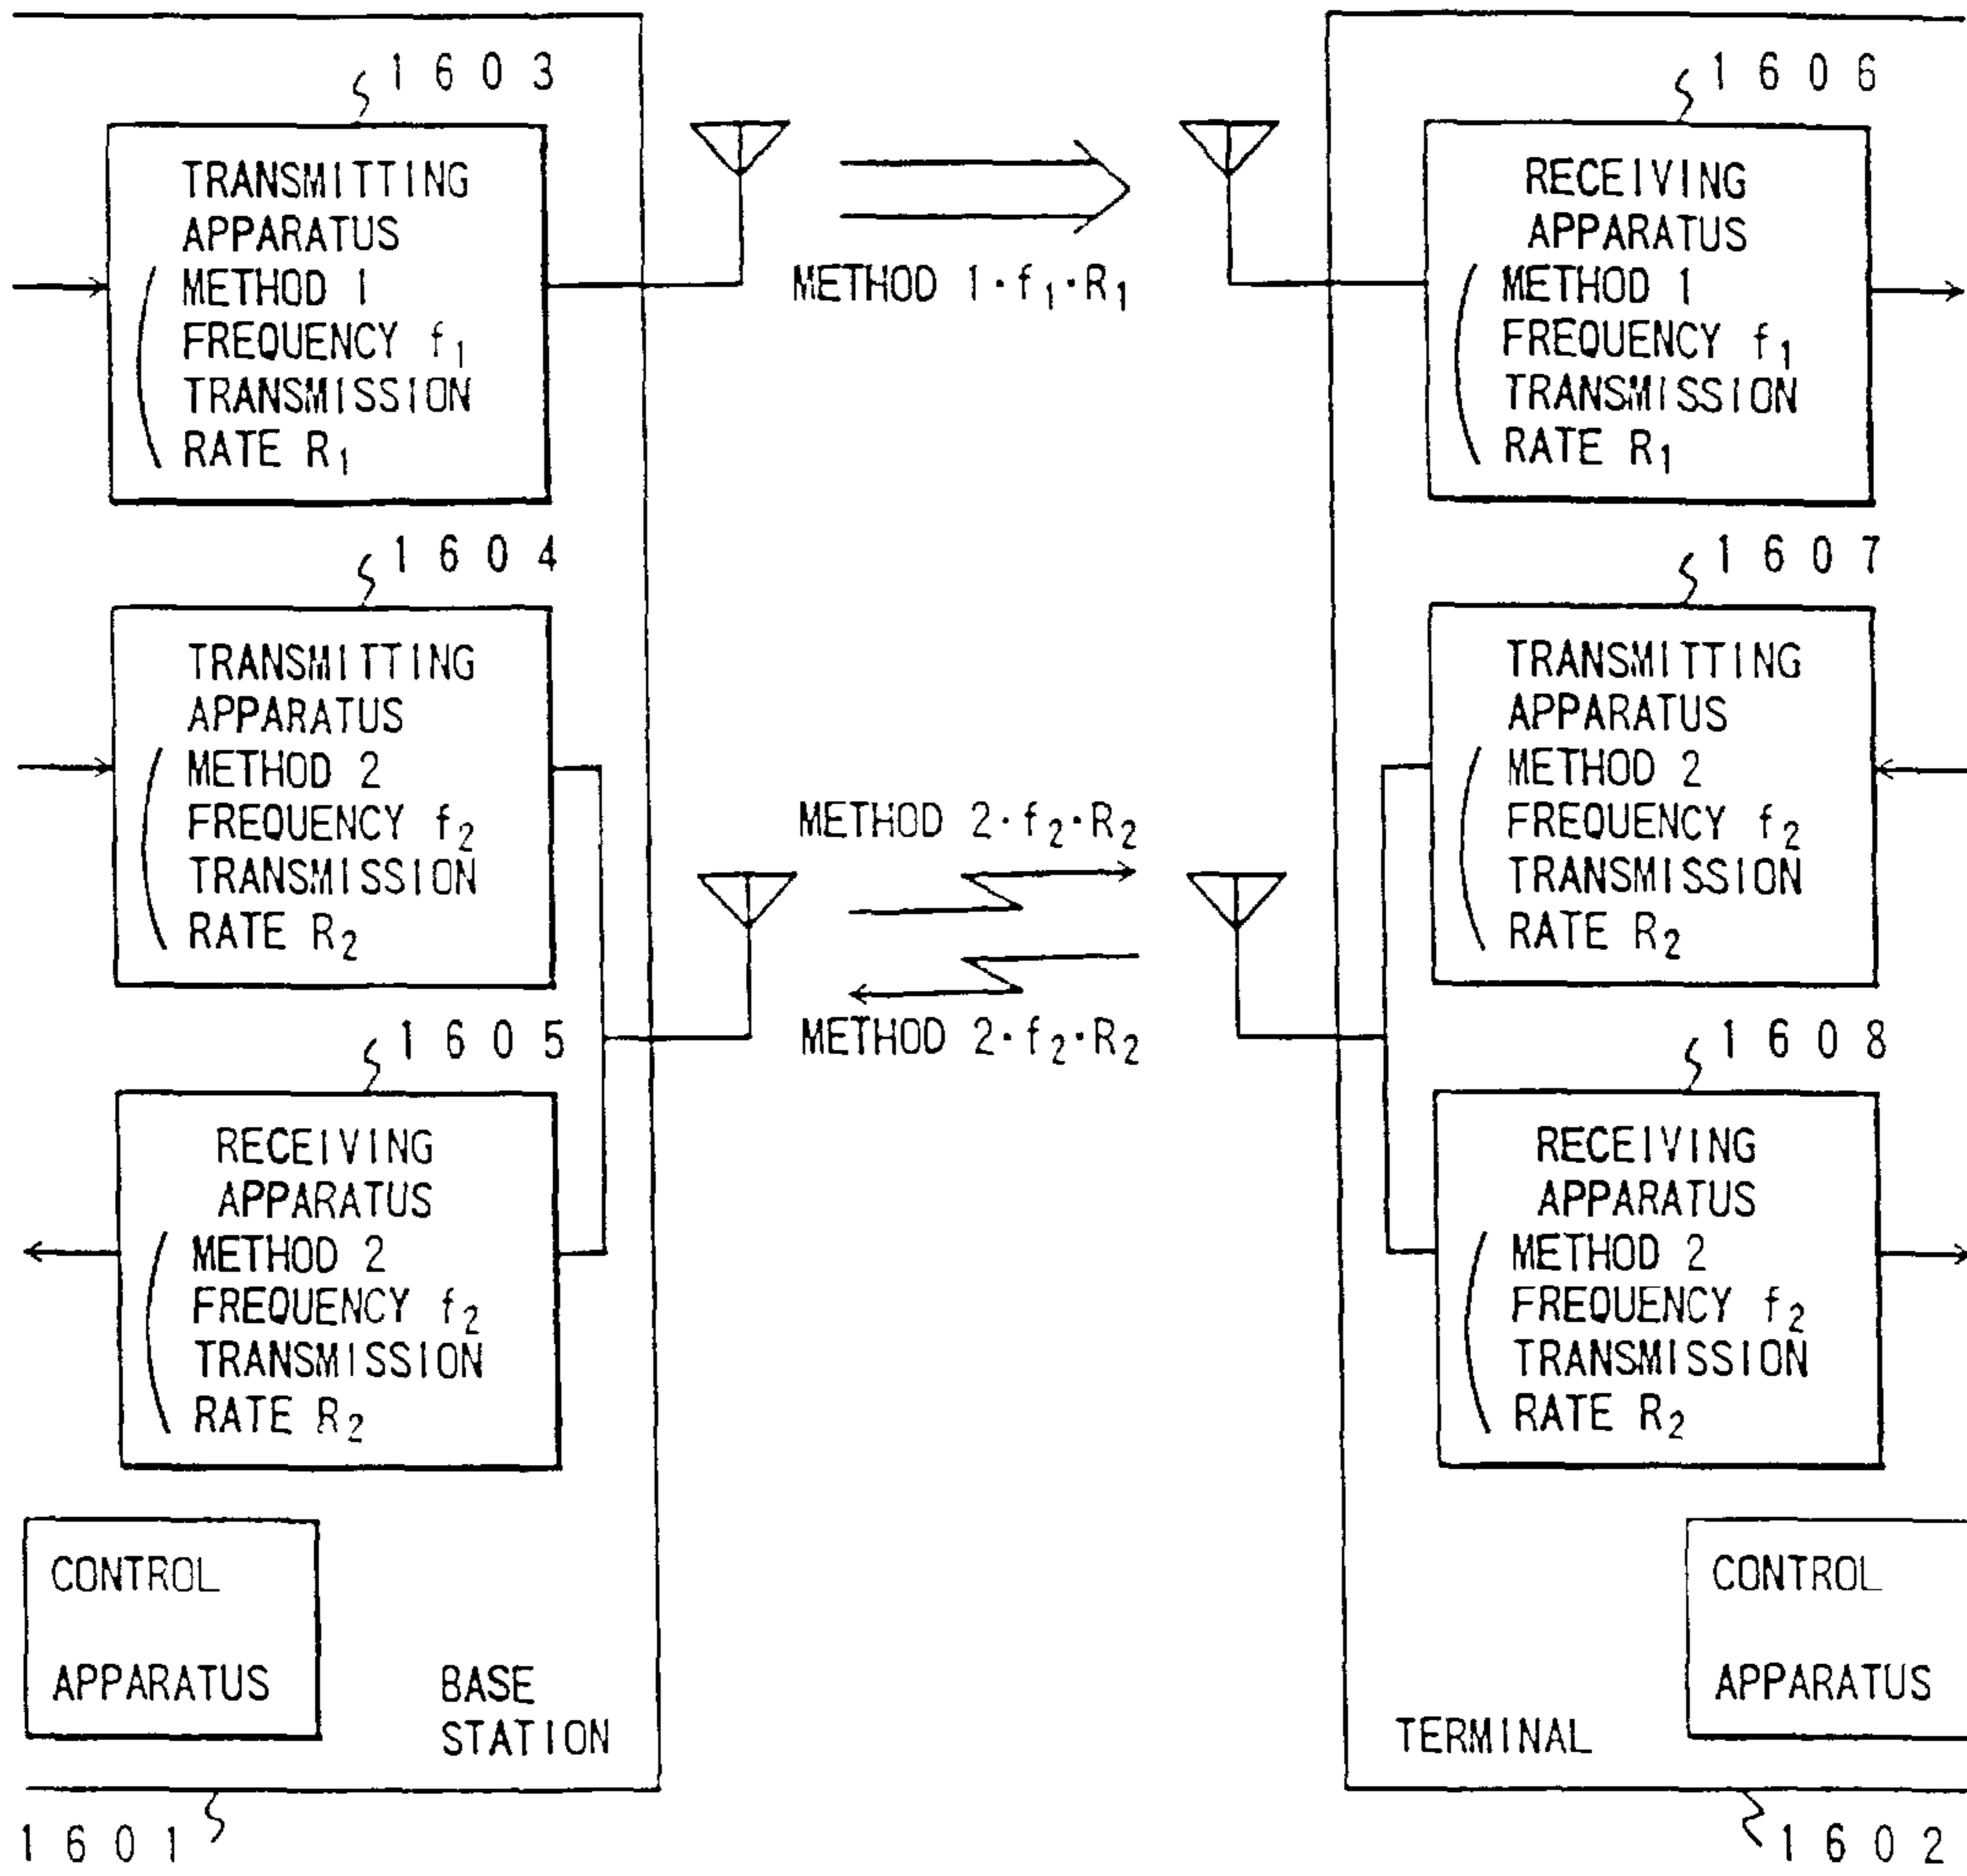 1603
TRANSMITTING
APPARATUS
METHOD 1
FREQUENCY f₁
TRANSMISSION
RATE R₁
1604
TRANSMITTING
APPARATUS
METHOD 2
FREQUENCY f₂
TRANSMISSION
RATE R₂
1605
RECEIVING
APPARATUS
METHOD 2
FREQUENCY f₂
TRANSMISSION
RATE R₂
CONTROL
APPARATUS
BASE
STATION
1601
METHOD 1·f₁·R₁
METHOD 2·f₂·R₂
METHOD 2·f₂·R₂
1606
RECEIVING
APPARATUS
METHOD 1
FREQUENCY f₁
TRANSMISSION
RATE R₁
1607
TRANSMITTING
APPARATUS
METHOD 2
FREQUENCY f₂
TRANSMISSION
RATE R₂
1608
RECEIVING
APPARATUS
METHOD 2
FREQUENCY f₂
TRANSMISSION
RATE R₂
CONTROL
APPARATUS
TERMINAL
1602